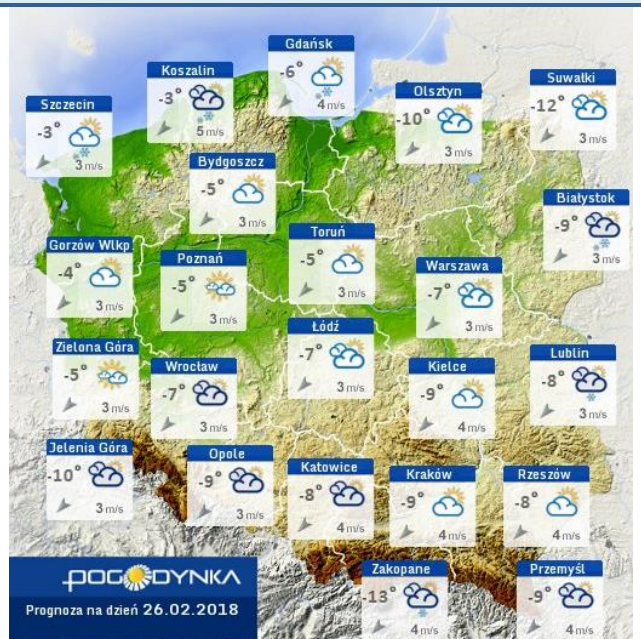 Gdańsk
-6°
4 m/s
Koszalin
-3°
5 m/s
Suwałki
-12°
3 m/s
Olsztyn
-10°
3 m/s
Szczecin
-3°
3 m/s
Bydgoszcz
-5°
3 m/s
Białystok
-9°
3 m/s
Toruń
-5°
3 m/s
Gorzów Wlkp
-4°
3 m/s
Poznań
-5°
3 m/s
Warszawa
-7°
3 m/s
Łódź
-7°
3 m/s
Zielona Góra
-5°
3 m/s
Wrocław
-7°
3 m/s
Kielce
-9°
4 m/s
Lublin
-8°
3 m/s
Jelenia Góra
-10°
3 m/s
Opole
-9°
3 m/s
Katowice
-8°
4 m/s
Kraków
-9°
4 m/s
Rzeszów
-8°
4 m/s
Zakopane
-13°
4 m/s
Przemyśl
-9°
4 m/s
POGODYNKA
Prognoza na dzień 26.02.2018